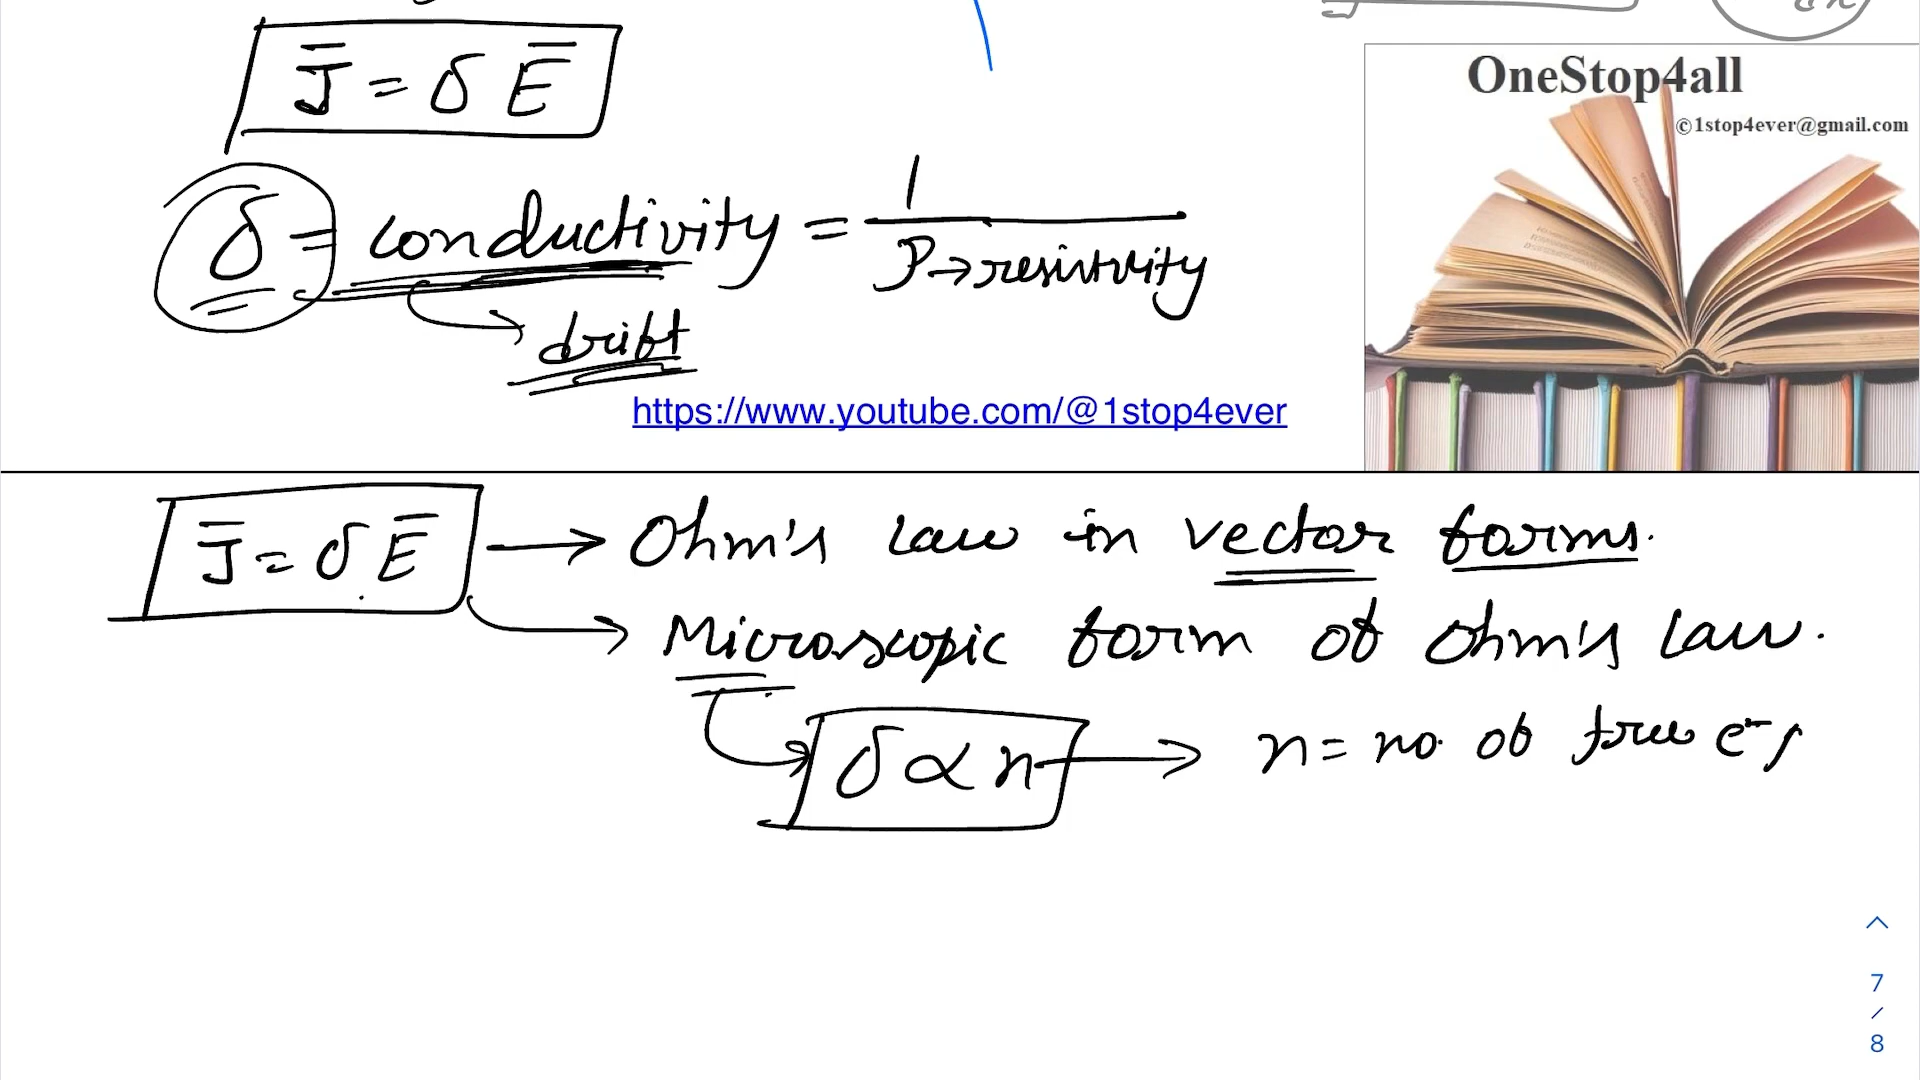 J̅ = δ E̅
OneStop4all
©1stop4ever@gmail.com
δ = conductivity = 1 / ρ → resistivity
drift
https://www.youtube.com/@1stop4ever
J̅ = δ E̅ → Ohm's law in vector forms.
→ Microscopic form of ohm's law.
δ ∝ n → n = no. of free e⁻s
7
/
8